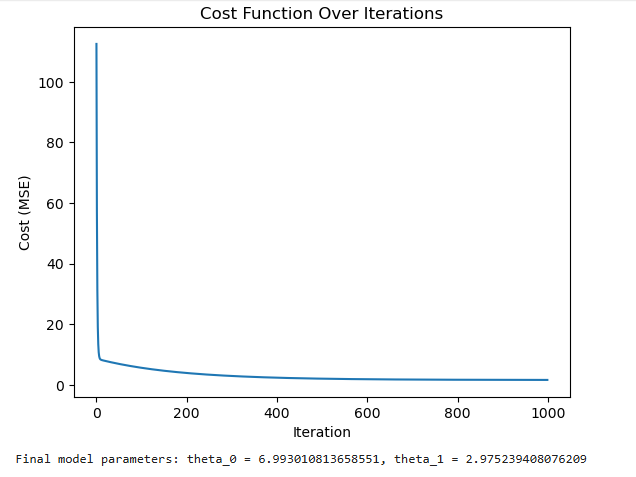 Cost Function Over Iterations
100
80
60
40
20
0
Cost (MSE)
0 200 400 600 800 1000
Iteration
Final model parameters: theta_0 = 6.993010813658551, theta_1 = 2.975239408076209